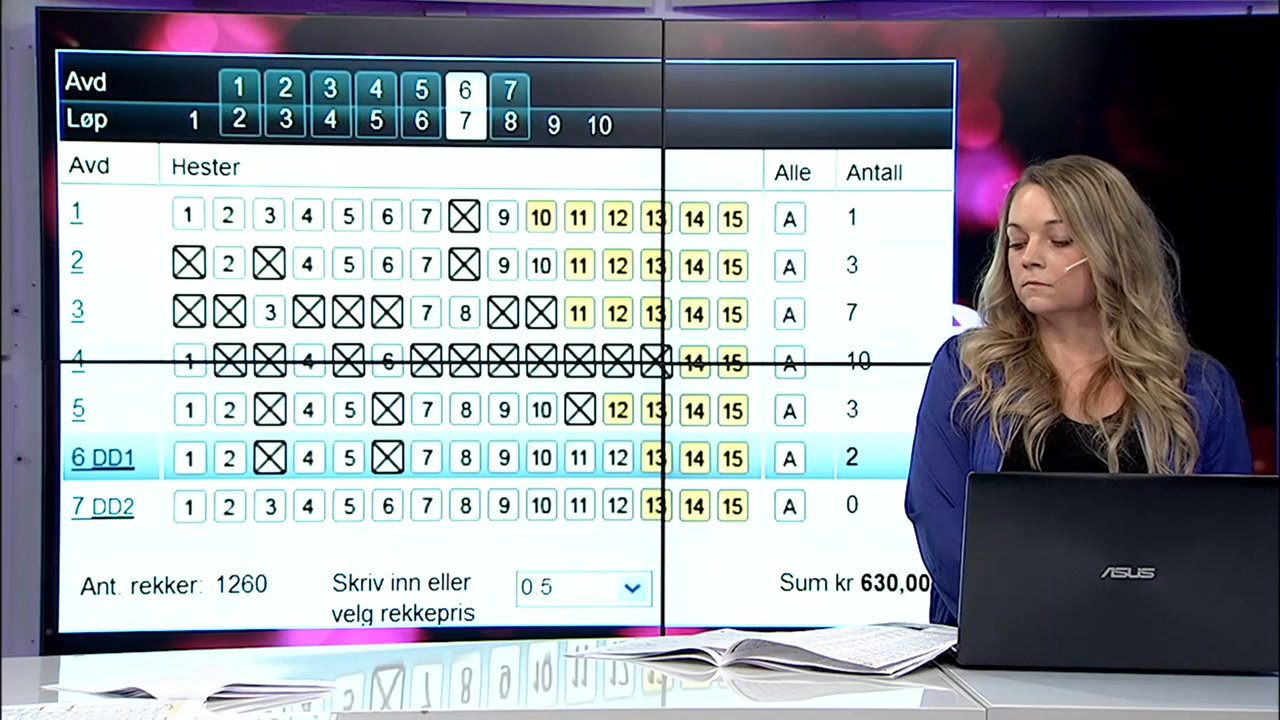 Avd 1 2 3 4 5 6 7
Løp 1 2 3 4 5 6 7 8 9 10
Avd Hester Alle Antall
1 1 2 3 4 5 6 7 9 10 11 12 13 14 15 A 1
2 2 4 5 6 7 9 10 11 12 13 14 15 A 3
3 3 7 8 11 12 13 14 15 A 7
4 1 4 6 14 15 A 10
5 1 2 4 5 7 8 9 10 12 13 14 15 A 3
6 DD1 1 2 4 5 7 8 9 10 11 12 13 14 15 A 2
7 DD2 1 2 3 4 5 6 7 8 9 10 11 12 13 14 15 A 0
Ant. rekker: 1260 Skriv inn eller 0.5 Sum kr 630,00
velg rekkepris
ASUS